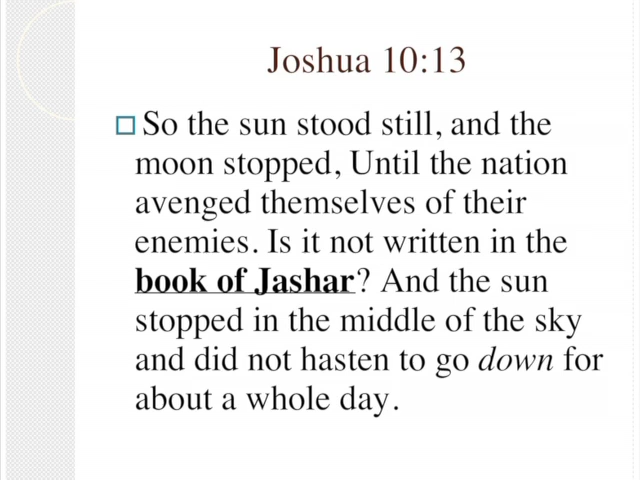 Joshua 10:13
So the sun stood still, and the
moon stopped, Until the nation
avenged themselves of their
enemies. Is it not written in the
book of Jashar? And the sun
stopped in the middle of the sky
and did not hasten to go down for
about a whole day.